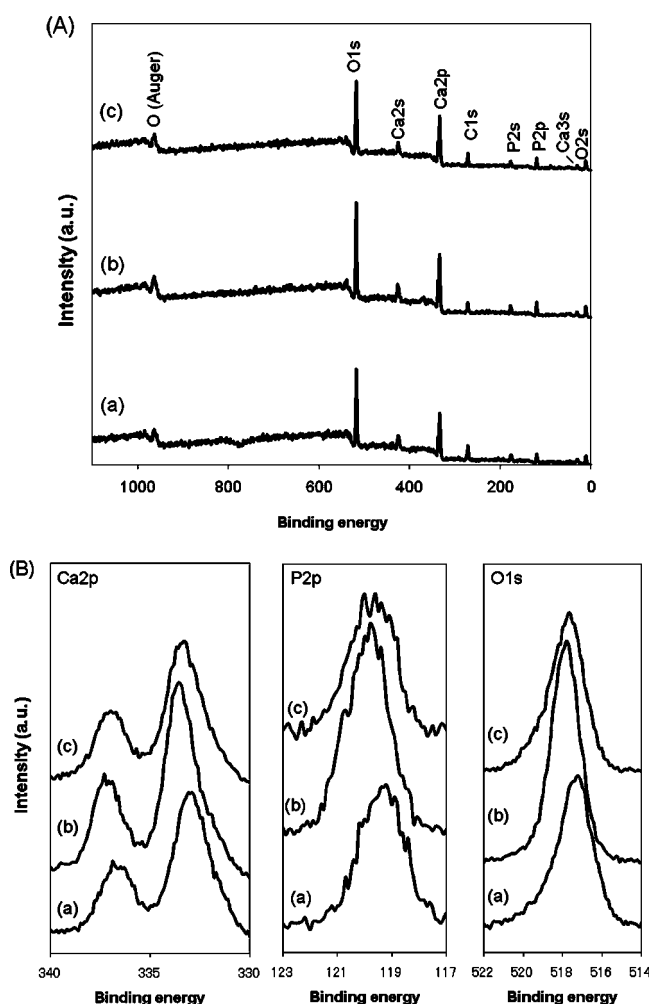 (A)
O (Auger)
O1s
Ca2s
Ca2p
C1s
P2s
P2p
Ca3s
O2s
(c)
(b)
(a)
Intensity (a.u.)
1000 800 600 400 200 0
Binding energy
(B)
Ca2p
P2p
O1s
(c)
(b)
(a)
(c)
(b)
(a)
(c)
(b)
(a)
Intensity (a.u.)
340 335 330
123 121 119 117
522 520 518 516 514
Binding energy
Binding energy
Binding energy